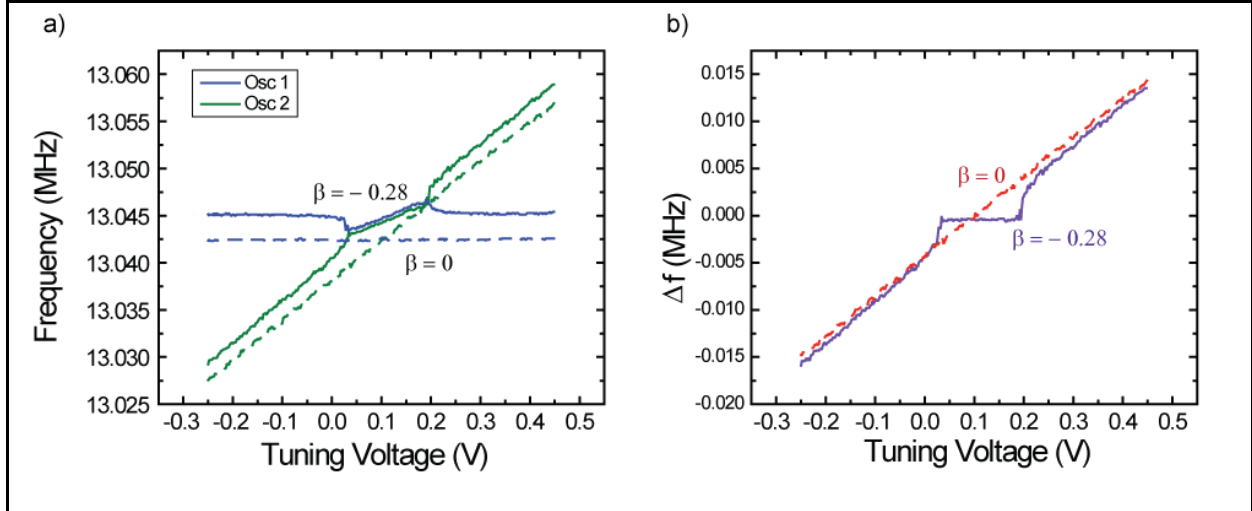 a)
Frequency (MHz)
13.060
13.055
13.050
13.045
13.040
13.035
13.030
13.025
Osc 1
Osc 2
β = – 0.28
β = 0
-0.3 -0.2 -0.1 0.0 0.1 0.2 0.3 0.4 0.5
Tuning Voltage (V)
b)
Δf (MHz)
0.015
0.010
0.005
0.000
-0.005
-0.010
-0.015
-0.020
β = 0
β = – 0.28
-0.3 -0.2 -0.1 0.0 0.1 0.2 0.3 0.4 0.5
Tuning Voltage (V)